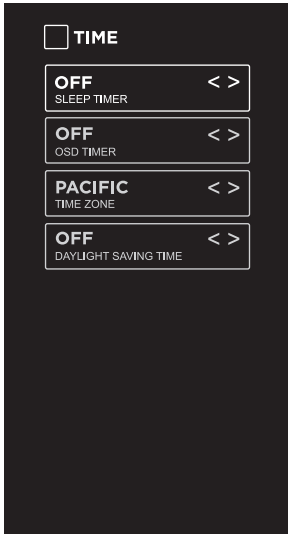 TIME
OFF < >
SLEEP TIMER
OFF < >
OSD TIMER
PACIFIC < >
TIME ZONE
OFF < >
DAYLIGHT SAVING TIME